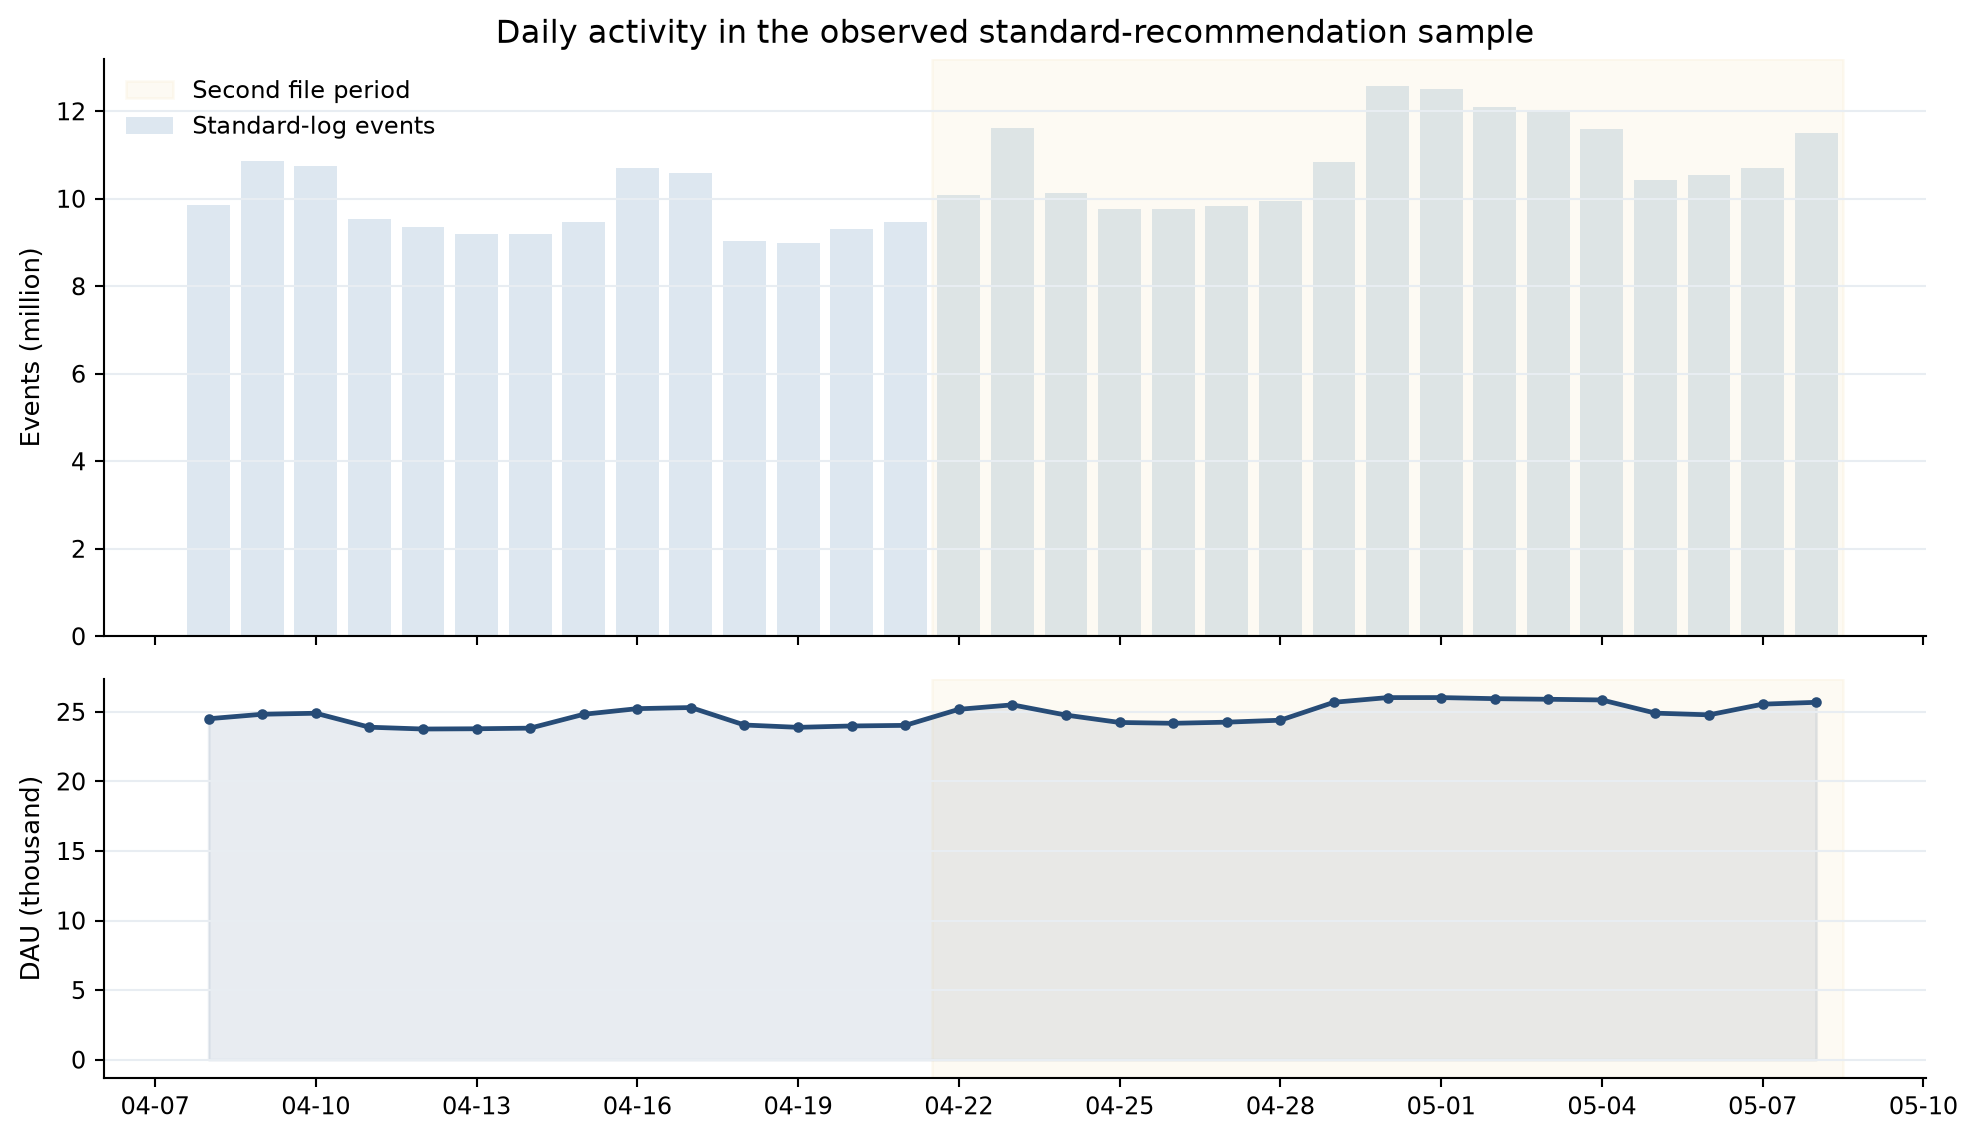 Daily activity in the observed standard-recommendation sample
Second file period
Standard-log events
Events (million)
12
10
8
6
4
2
0
DAU (thousand)
25
20
15
10
5
0
04-07 04-10 04-13 04-16 04-19 04-22 04-25 04-28 05-01 05-04 05-07 05-10